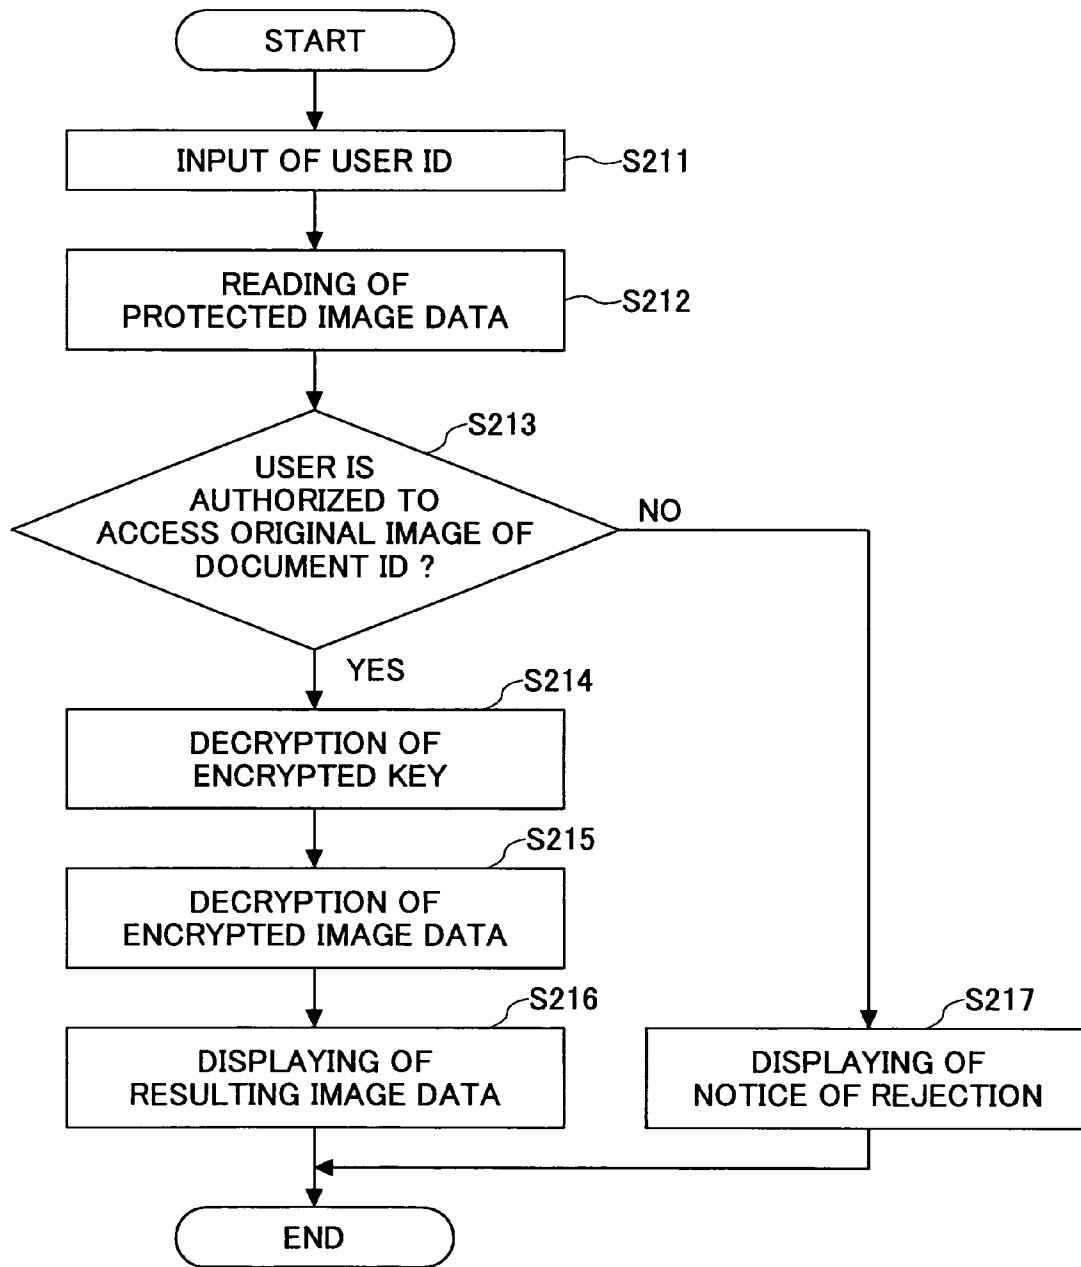 START
INPUT OF USER ID
S211
READING OF
PROTECTED IMAGE DATA
S212
S213
USER IS
AUTHORIZED TO
ACCESS ORIGINAL IMAGE OF
DOCUMENT ID ?
NO
YES
S214
DECRYPTION OF
ENCRYPTED KEY
S215
DECRYPTION OF
ENCRYPTED IMAGE DATA
S216
DISPLAYING OF
RESULTING IMAGE DATA
S217
DISPLAYING OF
NOTICE OF REJECTION
END